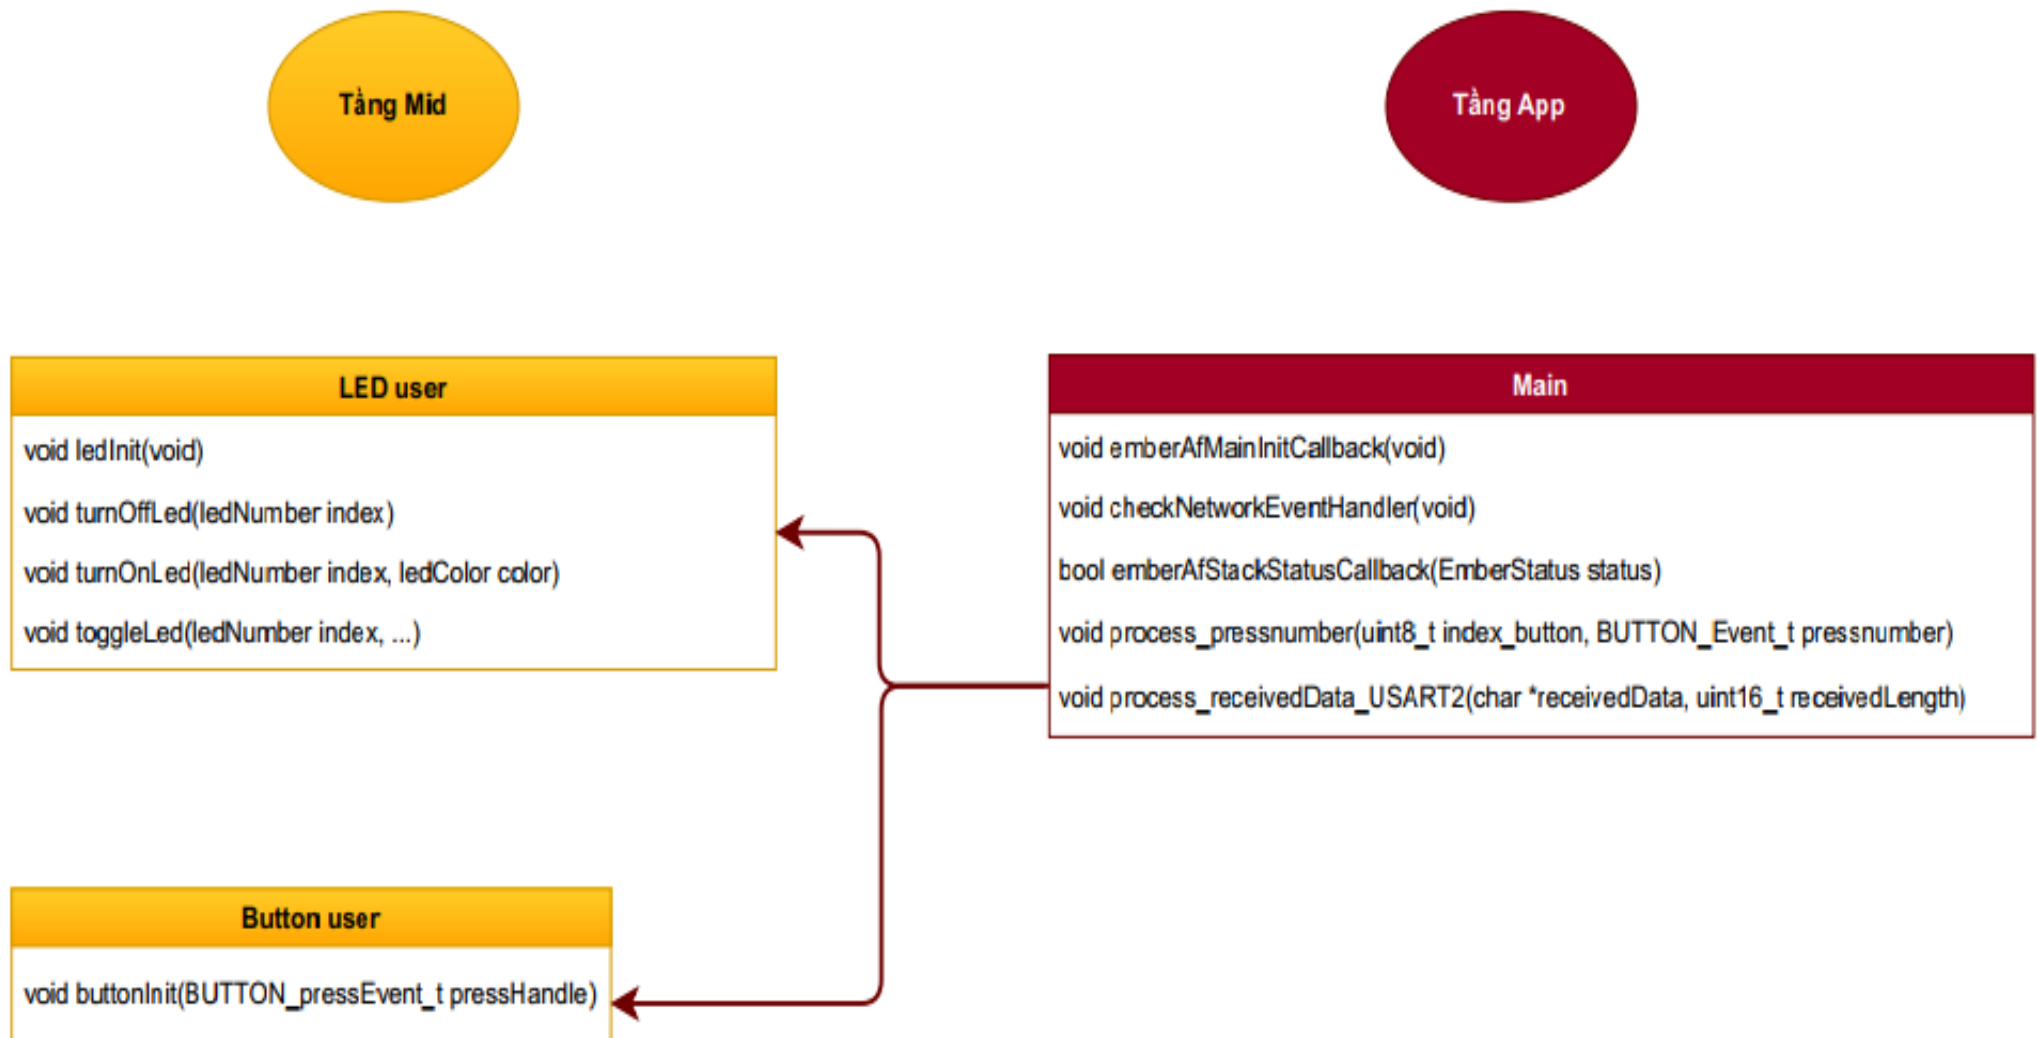 Tầng Mid
Tầng App
LED user
void ledInit(void)
void turnOffLed(ledNumber index)
void turnOnLed(ledNumber index, ledColor color)
void toggleLed(ledNumber index, ...)
Main
void emberAfMainInitCallback(void)
void checkNetworkEventHandler(void)
bool emberAfStackStatusCallback(EmberStatus status)
void process_pressnumber(uint8_t index_button, BUTTON_Event_t pressnumber)
void process_receivedData_USART2(char *receivedData, uint16_t receivedLength)
Button user
void buttonInit(BUTTON_pressEvent_t pressHandle)